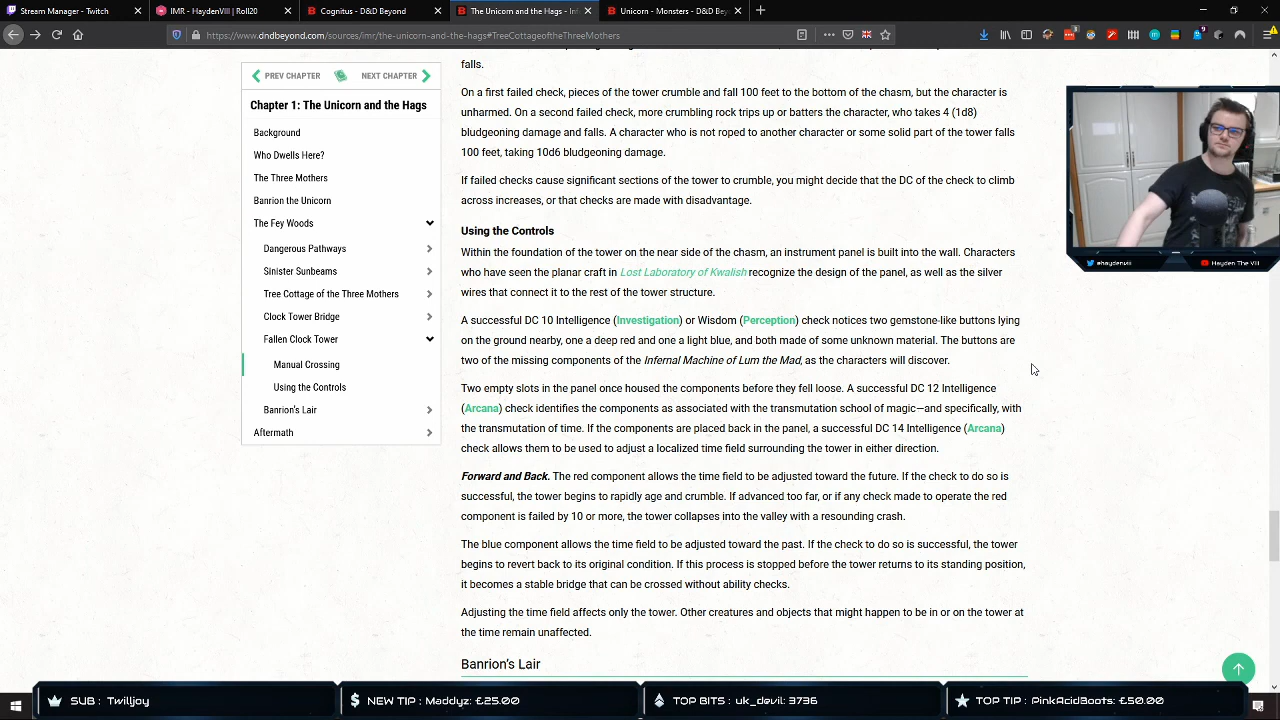 Stream Manager - Twitch
IMR - HaydenVIII | Roll20
Cognitus - D&D Beyond
The Unicorn and the Hags - Inf
Unicorn - Monsters - D&D Bey
https://www.dndbeyond.com/sources/imr/the-unicorn-and-the-hags#TreeCottageoftheThreeMothers
PREV CHAPTER
NEXT CHAPTER
Chapter 1: The Unicorn and the Hags
Background
Who Dwells Here?
The Three Mothers
Banrion the Unicorn
The Fey Woods
Dangerous Pathways
Sinister Sunbeams
Tree Cottage of the Three Mothers
Clock Tower Bridge
Fallen Clock Tower
Manual Crossing
Using the Controls
Banrion's Lair
Aftermath
falls.
On a first failed check, pieces of the tower crumble and fall 100 feet to the bottom of the chasm, but the character is
unharmed. On a second failed check, more crumbling rock trips up or batters the character, who takes 4 (1d8)
bludgeoning damage and falls. A character who is not roped to another character or some solid part of the tower falls
100 feet, taking 10d6 bludgeoning damage.
If failed checks cause significant sections of the tower to crumble, you might decide that the DC of the check to climb
across increases, or that checks are made with disadvantage.
Using the Controls
Within the foundation of the tower on the near side of the chasm, an instrument panel is built into the wall. Characters
who have seen the planar craft in Lost Laboratory of Kwalish recognize the design of the panel, as well as the silver
wires that connect it to the rest of the tower structure.
A successful DC 10 Intelligence (Investigation) or Wisdom (Perception) check notices two gemstone-like buttons lying
on the ground nearby, one a deep red and one a light blue, and both made of some unknown material. The buttons are
two of the missing components of the Infernal Machine of Lum the Mad, as the characters will discover.
Two empty slots in the panel once housed the components before they fell loose. A successful DC 12 Intelligence
(Arcana) check identifies the components as associated with the transmutation school of magic—and specifically, with
the transmutation of time. If the components are placed back in the panel, a successful DC 14 Intelligence (Arcana)
check allows them to be used to adjust a localized time field surrounding the tower in either direction.
Forward and Back. The red component allows the time field to be adjusted toward the future. If the check to do so is
successful, the tower begins to rapidly age and crumble. If advanced too far, or if any check made to operate the red
component is failed by 10 or more, the tower collapses into the valley with a resounding crash.
The blue component allows the time field to be adjusted toward the past. If the check to do so is successful, the tower
begins to revert back to its original condition. If this process is stopped before the tower returns to its standing position,
it becomes a stable bridge that can be crossed without ability checks.
Adjusting the time field affects only the tower. Other creatures and objects that might happen to be in or on the tower at
the time remain unaffected.
Banrion's Lair
@haydenviii
Hayden The VIII
SUB : Twilljoy
NEW TIP : Maddyz: £25.00
TOP BITS : uk_devil: 3736
TOP TIP : PinkAcidBoots: £50.00